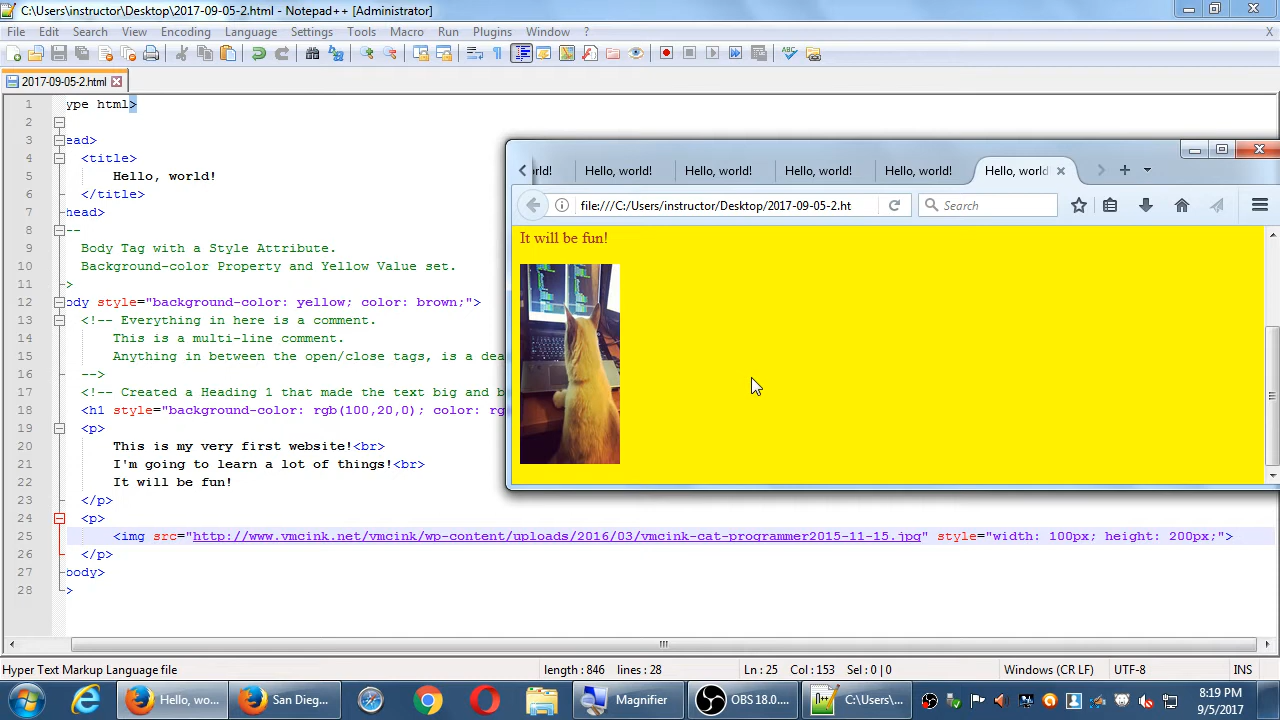 C:\Users\instructor\Desktop\2017-09-05-2.html - Notepad++ [Administrator]
File Edit Search View Encoding Language Settings Tools Macro Run Plugins Window ? X
2017-09-05-2.html
1 ype html>
2
3 ead>
4 <title>
5 Hello, world!
6 </title>
7 head>
8 --
9 Body Tag with a Style Attribute.
10 Background-color Property and Yellow Value set.
11 >
12 ody style="background-color: yellow; color: brown;">
13 <!-- Everything in here is a comment.
14 This is a multi-line comment.
15 Anything in between the open/close tags, is a dea
16 -->
17 <!-- Created a Heading 1 that made the text big and b
18 <h1 style="background-color: rgb(100,20,0); color: rg
19 <p>
20 This is my very first website!<br>
21 I'm going to learn a lot of things!<br>
22 It will be fun!
23 </p>
24 <p>
25 <img src="http://www.vmcink.net/vmcink/wp-content/uploads/2016/03/vmcink-cat-programmer2015-11-15.jpg" style="width: 100px; height: 200px;">
26 </p>
27 body>
28 >
orld! Hello, world! Hello, world! Hello, world! Hello, world! Hello, world
file:///C:/Users/instructor/Desktop/2017-09-05-2.ht Search
It will be fun!
Hyper Text Markup Language file length : 846 lines : 28 Ln : 25 Col : 153 Sel : 0 | 0 Windows (CR LF) UTF-8 INS
Hello, wo... San Dieg... Magnifier OBS 18.0.... C:\Users\... 8:19 PM
9/5/2017